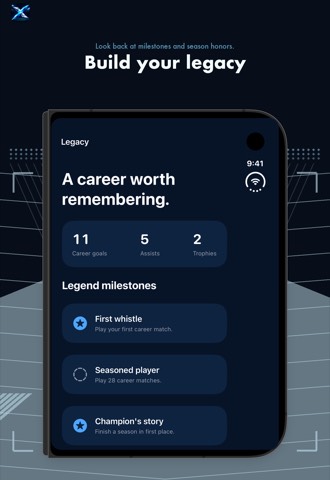 Look back at milestones and season honors.
Build your legacy
Legacy
9:41
A career worth
remembering.
11
5
2
Career goals
Assists
Trophies
Legend milestones
First whistle
Play your first career match.
Seasoned player
Play 28 career matches.
Champion's story
Finish a season in first place.